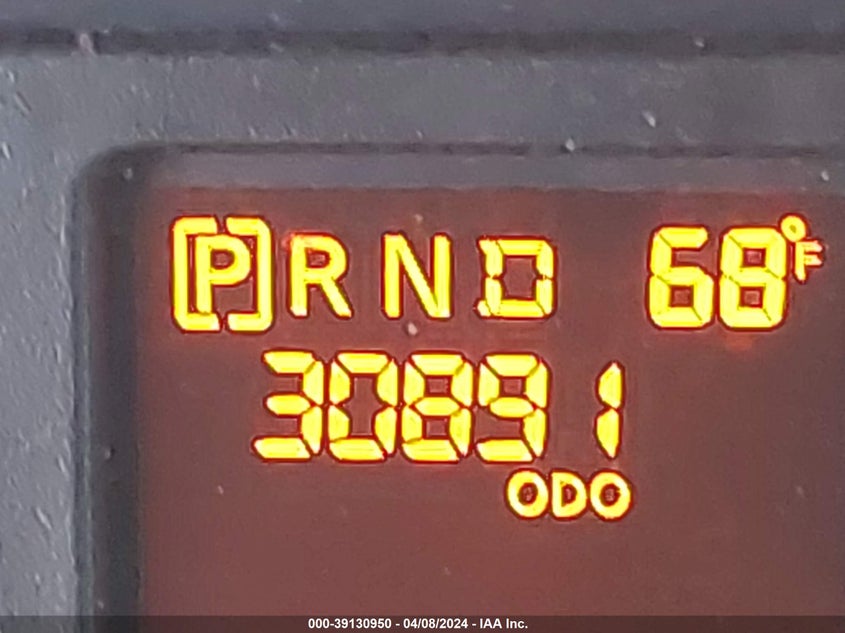 [P] R N D 68°F
30891
ODO
000-39130950 - 04/08/2024 - IAA Inc.